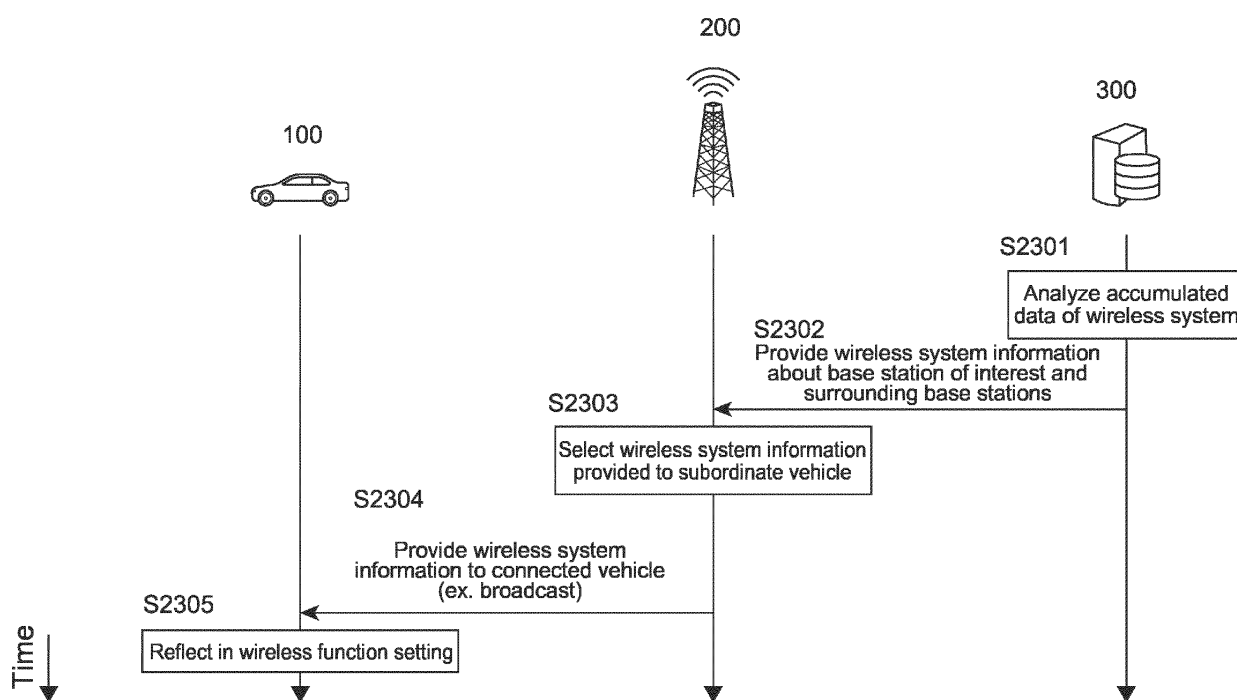 200
300
100
S2301
Analyze accumulated
data of wireless system
S2302
Provide wireless system information
about base station of interest and
surrounding base stations
S2303
Select wireless system information
provided to subordinate vehicle
S2304
Provide wireless system
information to connected vehicle
(ex. broadcast)
S2305
Reflect in wireless function setting
Time